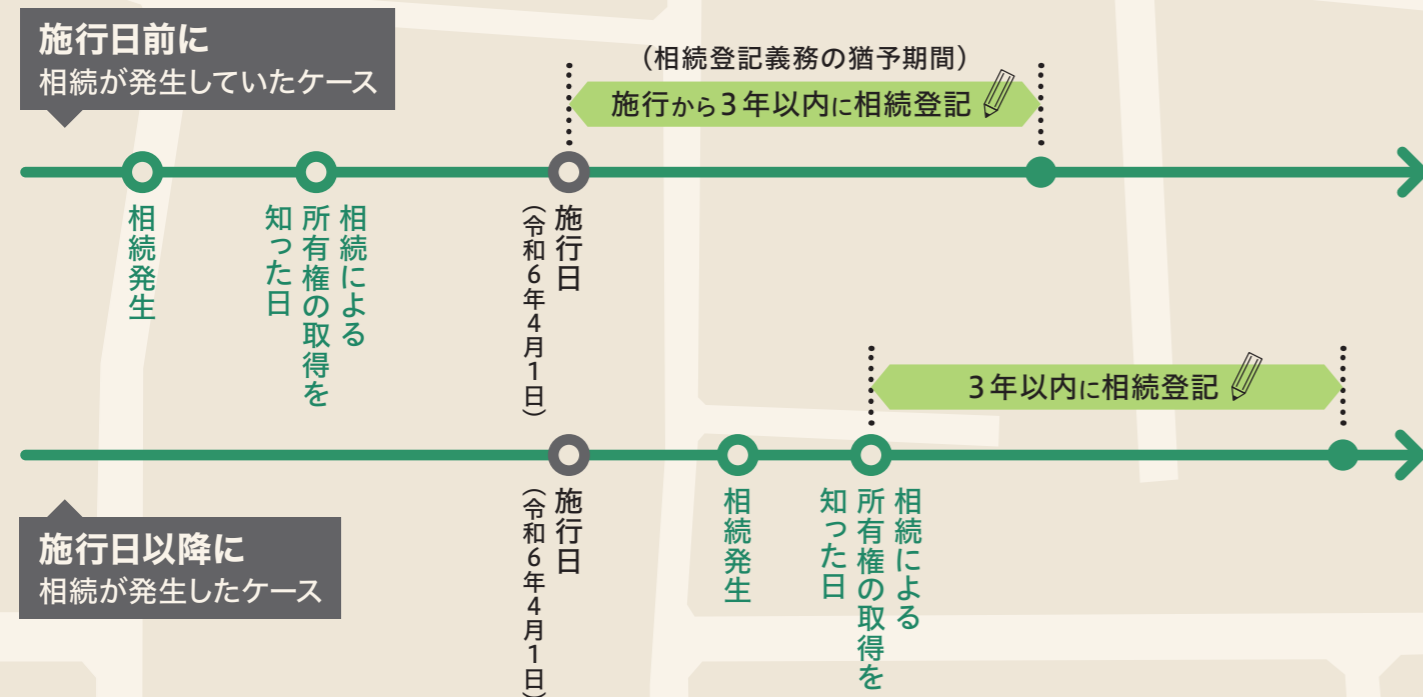 施行日前に
相続が発生していたケース
（相続登記義務の猶予期間）
施行から3年以内に相続登記
相続発生
相続による
所有権の取得を
知った日
施行日
（令和6年4月1日）
3年以内に相続登記
施行日以降に
相続が発生したケース
施行日
（令和6年4月1日）
相続発生
相続による
所有権の取得を
知った日